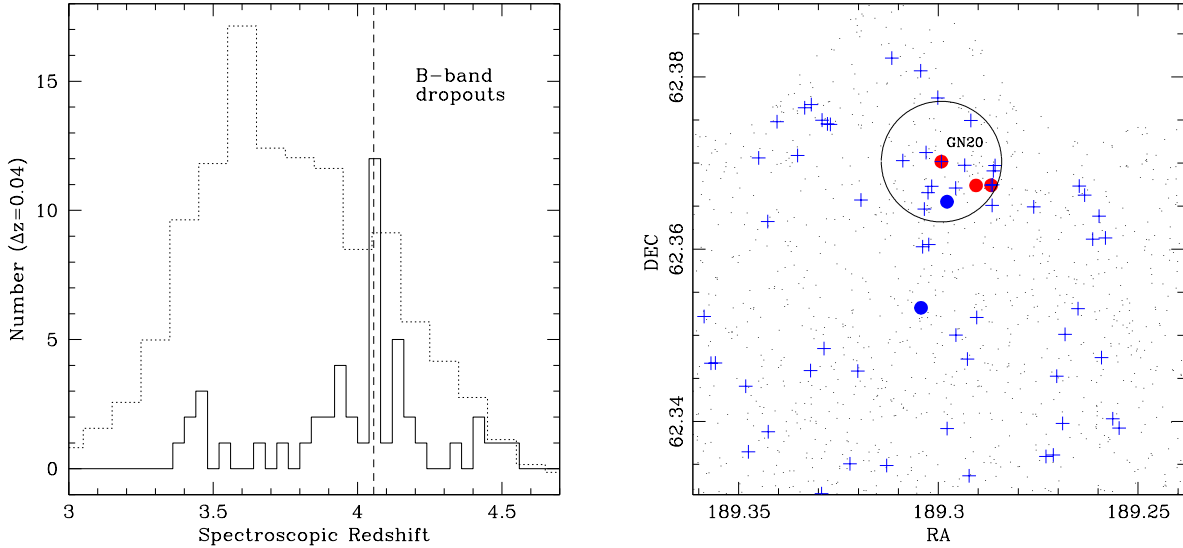 B-band
dropouts
Number (Δz=0.04)
15
10
5
0
3
3.5
4
4.5
Spectroscopic Redshift
GN20
DEC
62.38
62.36
62.34
189.35
189.3
189.25
RA